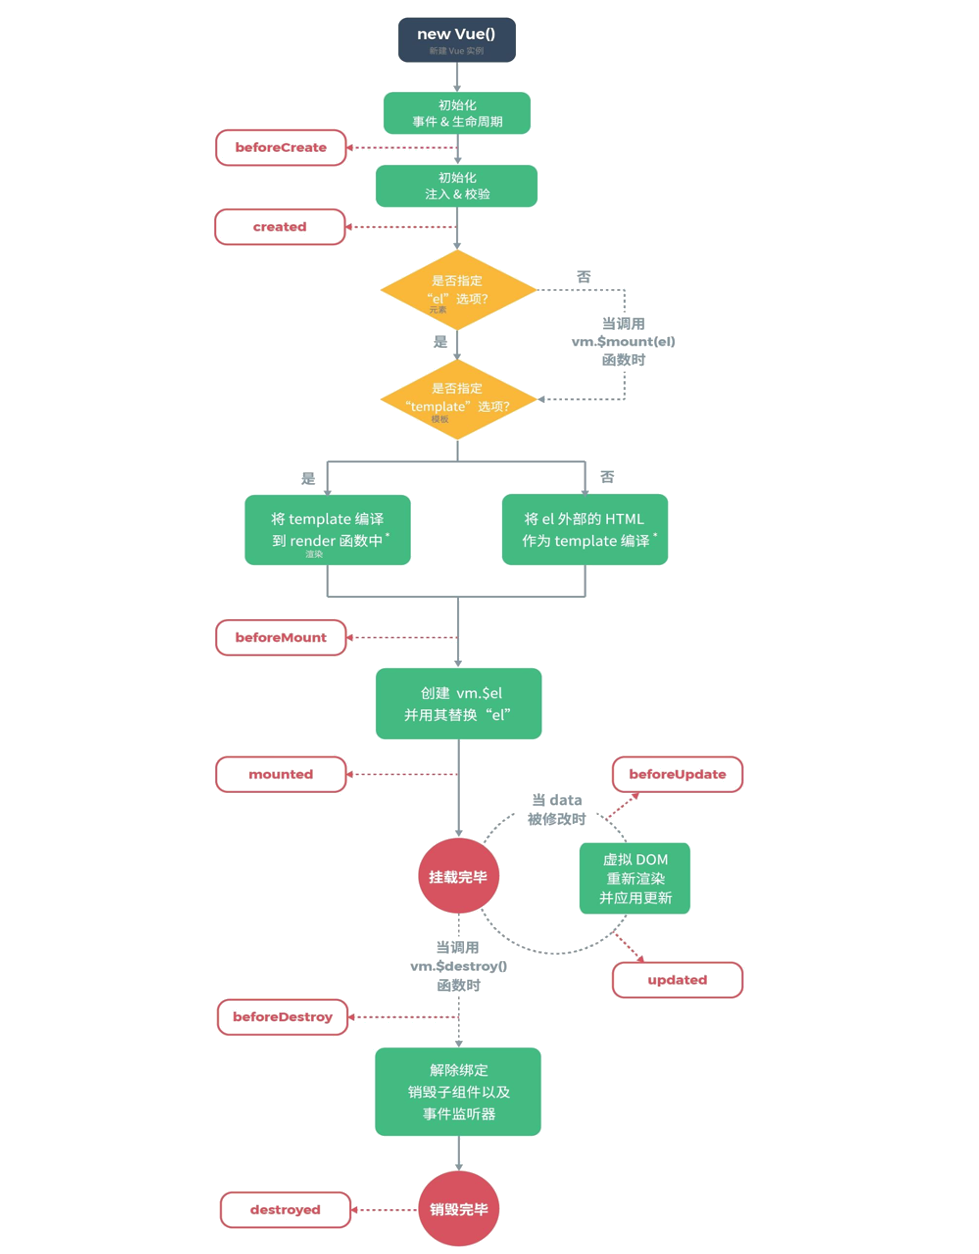 new Vue()
新建 Vue 实例
初始化
事件 & 生命周期
beforeCreate
初始化
注入 & 校验
created
是否指定
“el”选项?
元素
否
当调用
vm.$mount(el)
函数时
是
是否指定
“template”选项?
模板
是
否
将 template 编译
到 render 函数中*
渲染
将 el 外部的 HTML
作为 template 编译*
beforeMount
创建 vm.$el
并用其替换“el”
mounted
beforeUpdate
当 data
被修改时
挂载完毕
虚拟 DOM
重新渲染
并应用更新
当调用
vm.$destroy()
函数时
updated
beforeDestroy
解除绑定
销毁子组件以及
事件监听器
destroyed
销毁完毕